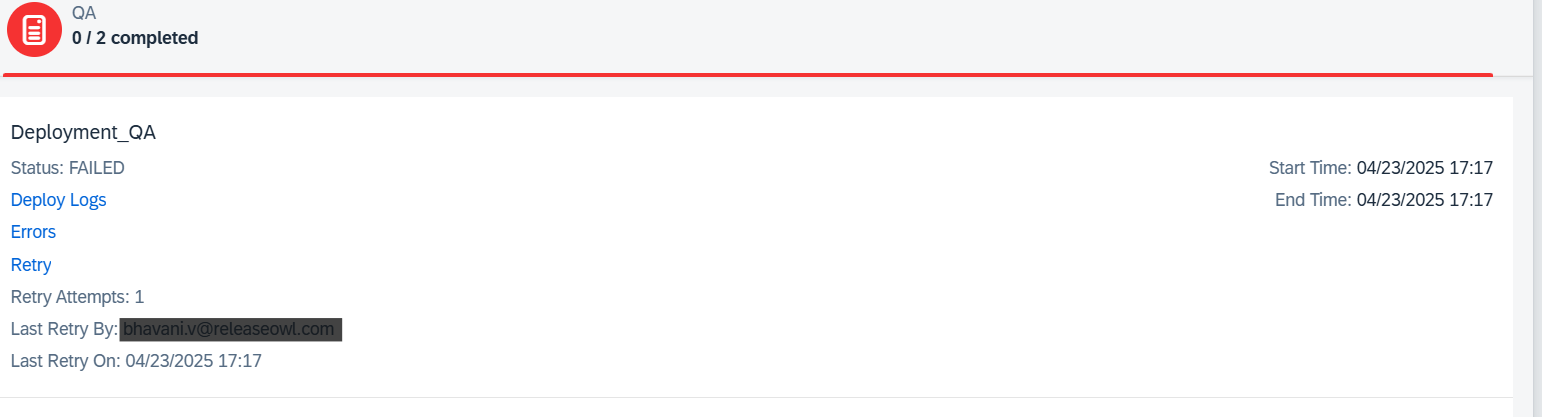 QA
0 / 2 completed
Deployment_QA
Status: FAILED
Start Time: 04/23/2025 17:17
Deploy Logs
End Time: 04/23/2025 17:17
Errors
Retry
Retry Attempts: 1
Last Retry By: bhavani.v@releaseowl.com
Last Retry On: 04/23/2025 17:17